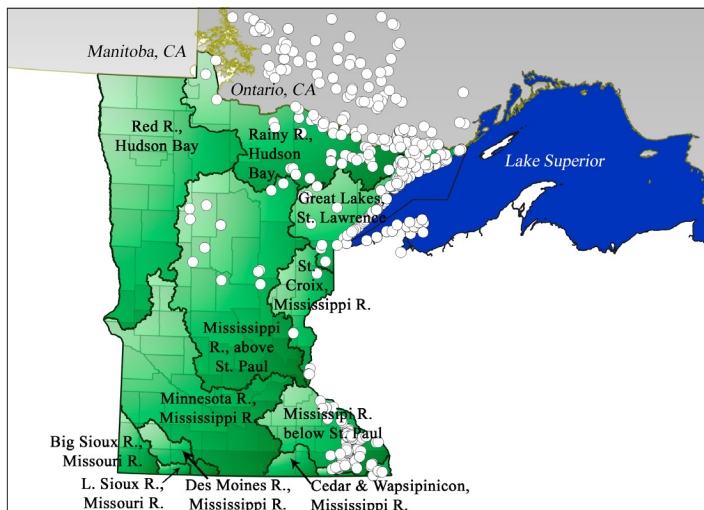 Manitoba, CA
Ontario, CA
Red R.,
Hudson Bay
Rainy R.,
Hudson
Bay
Lake Superior
Great Lakes,
St. Lawrence
St.
Croix,
Mississippi R.
Mississippi
R., above
St. Paul
Minnesota R.,
Mississippi R.
Mississipi R.
below St. Paul
Big Sioux R.,
Missouri R.
L. Sioux R.,
Missouri R.
Des Moines R.,
Mississippi R.
Cedar & Wapsipinicon,
Mississippi R.